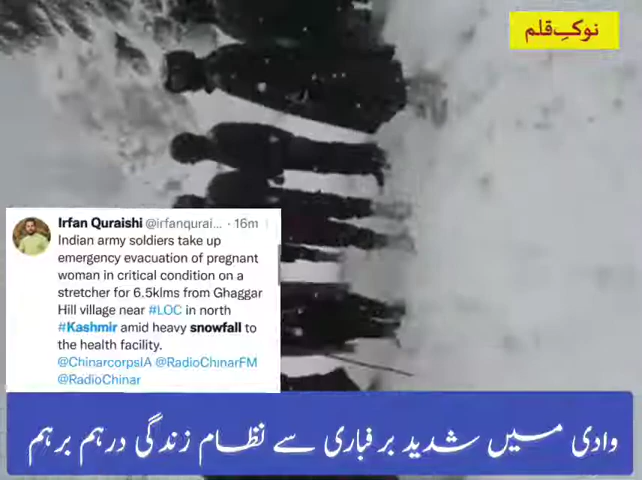 نوکِ قلم
Irfan Quraishi @irfanqurai... · 16m
Indian army soldiers take up
emergency evacuation of pregnant
woman in critical condition on a
stretcher for 6.5klms from Ghaggar
Hill village near #LOC in north
#Kashmir amid heavy snowfall to
the health facility.
@ChinarcorpsIA @RadioChinarFM
@RadioChinar
وادی میں شدید برفباری سے نظام زندگی درہم برہم